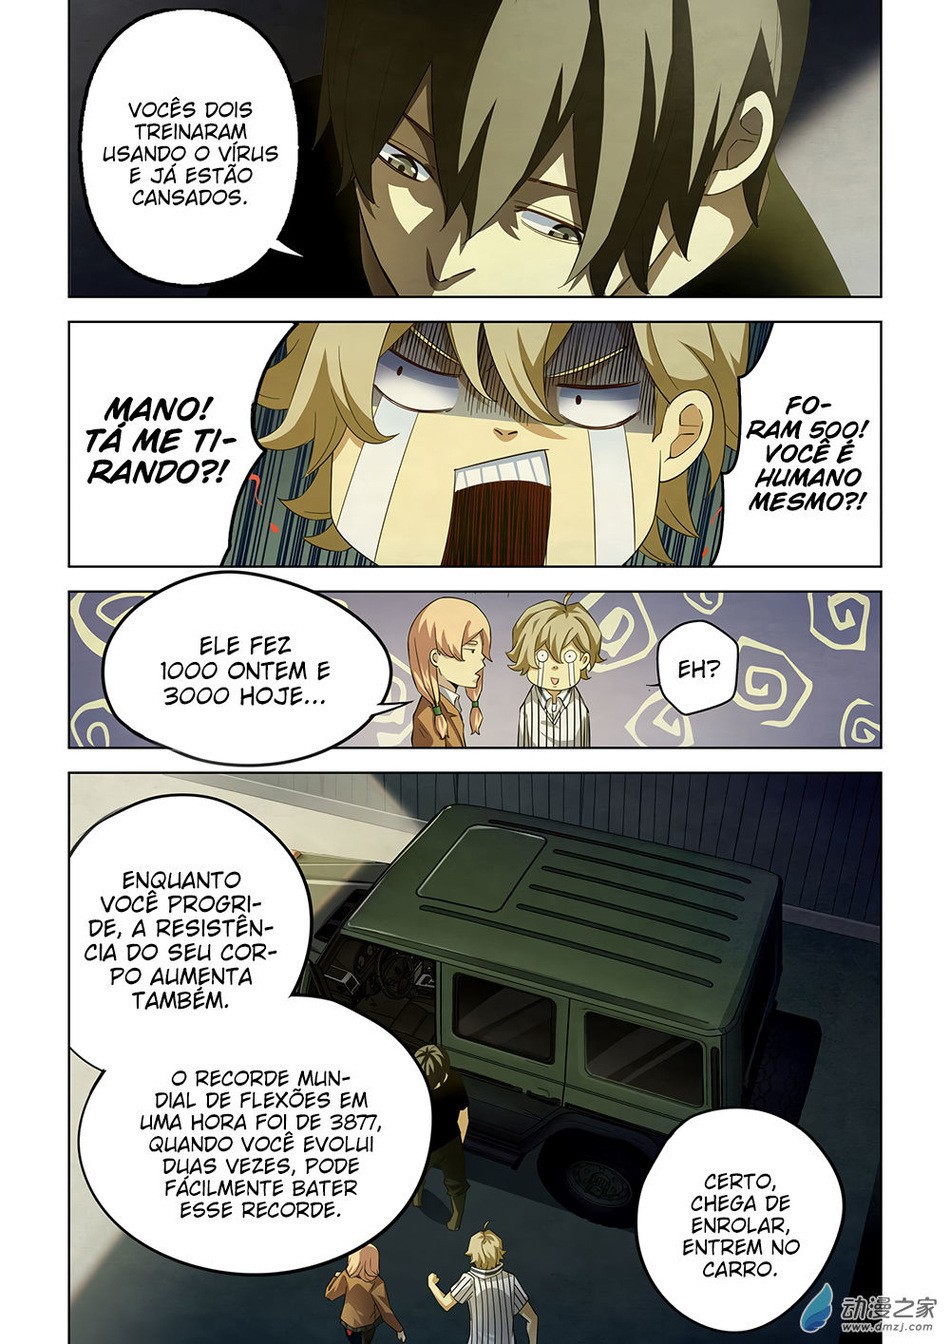 VOCÊS DOIS
TREINARAM
USANDO O VÍRUS
E JÁ ESTÃO
CANSADOS.
MANO!
TÁ ME TI-
RANDO?!
FO-
RAM 500!
VOCÊ É
HUMANO
MESMO?!
ELE FEZ
1000 ONTEM E
3000 HOJE...
EH?
ENQUANTO
VOCÊ PROGRI-
DE, A RESISTÊN-
CIA DO SEU COR-
PO AUMENTA
TAMBÉM.
O RECORDE MUN-
DIAL DE FLEXÕES EM
UMA HORA FOI DE 3877,
QUANDO VOCÊ EVOLUI
DUAS VEZES, PODE
FÁCILMENTE BATER
ESSE RECORDE.
CERTO,
CHEGA DE
ENROLAR,
ENTREM NO
CARRO.
动漫之家
www.dmzj.com